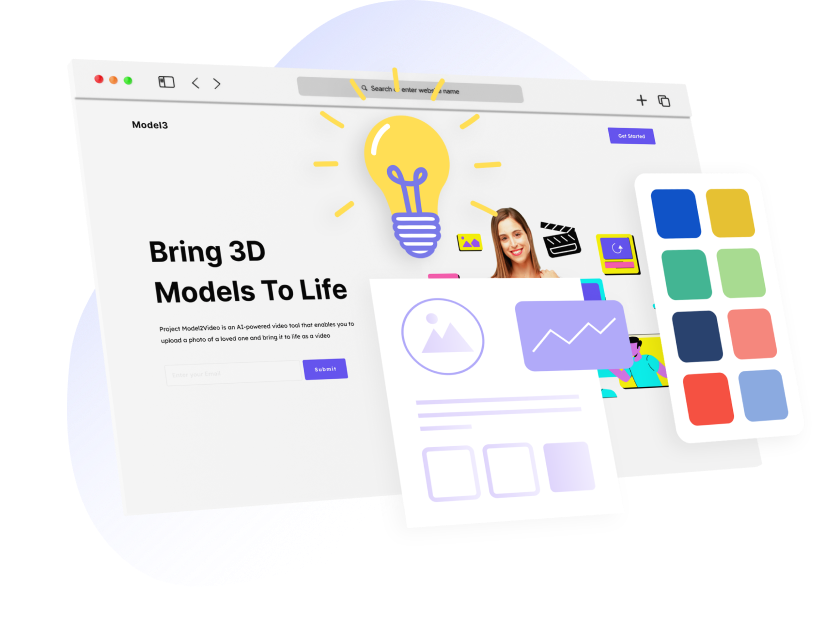 Search or enter website name
Model3
Get Started
Bring 3D
Models To Life
Project Model2Video is an AI-powered video tool that enables you to
upload a photo of a loved one and bring it to life as a video
Enter your Email
Submit